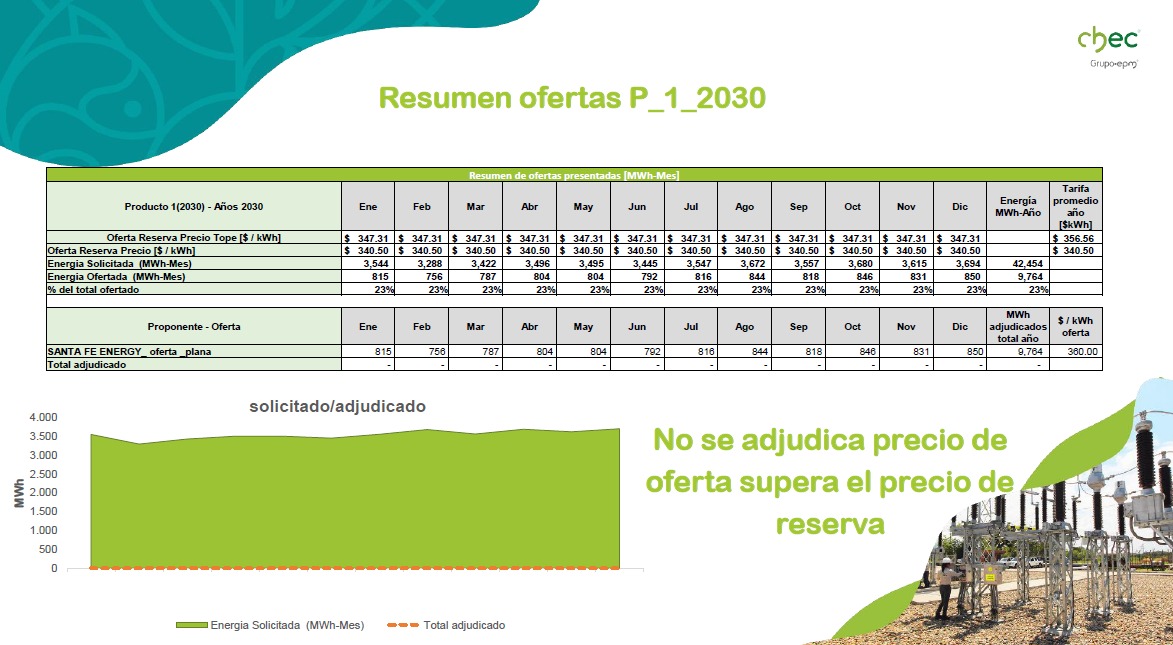 chec
Grupo·epm
Resumen ofertas P_1_2030
Resumen de ofertas presentadas [MWh-Mes]
Producto 1(2030) - Años 2030 Ene Feb Mar Abr May Jun Jul Ago Sep Oct Nov Dic Energía MWh-Año Tarifa promedio año [$kWh]
Oferta Reserva Precio Tope [$ / kWh] $ 347.31 $ 347.31 $ 347.31 $ 347.31 $ 347.31 $ 347.31 $ 347.31 $ 347.31 $ 347.31 $ 347.31 $ 347.31 $ 347.31 $ 356.56
Oferta Reserva Precio [$ / kWh] $ 340.50 $ 340.50 $ 340.50 $ 340.50 $ 340.50 $ 340.50 $ 340.50 $ 340.50 $ 340.50 $ 340.50 $ 340.50 $ 340.50 $ 340.50
Energia Solicitada (MWh-Mes) 3,544 3,288 3,422 3,496 3,495 3,445 3,547 3,672 3,557 3,680 3,615 3,694 42,454
Energia Ofertada (MWh-Mes) 815 756 787 804 804 792 816 844 818 846 831 850 9,764
% del total ofertado 23% 23% 23% 23% 23% 23% 23% 23% 23% 23% 23% 23% 23%
Proponente - Oferta Ene Feb Mar Abr May Jun Jul Ago Sep Oct Nov Dic MWh adjudicados total año $ / kWh oferta
SANTA FE ENERGY_ oferta _plana 815 756 787 804 804 792 816 844 818 846 831 850 9,764 360.00
Total adjudicado - - - - - - - - - - - - -
solicitado/adjudicado
4.000
3.500
3.000
2.500
2.000
1.500
1.000
500
0
MWh
Energia Solicitada (MWh-Mes) Total adjudicado
No se adjudica precio de
oferta supera el precio de
reserva